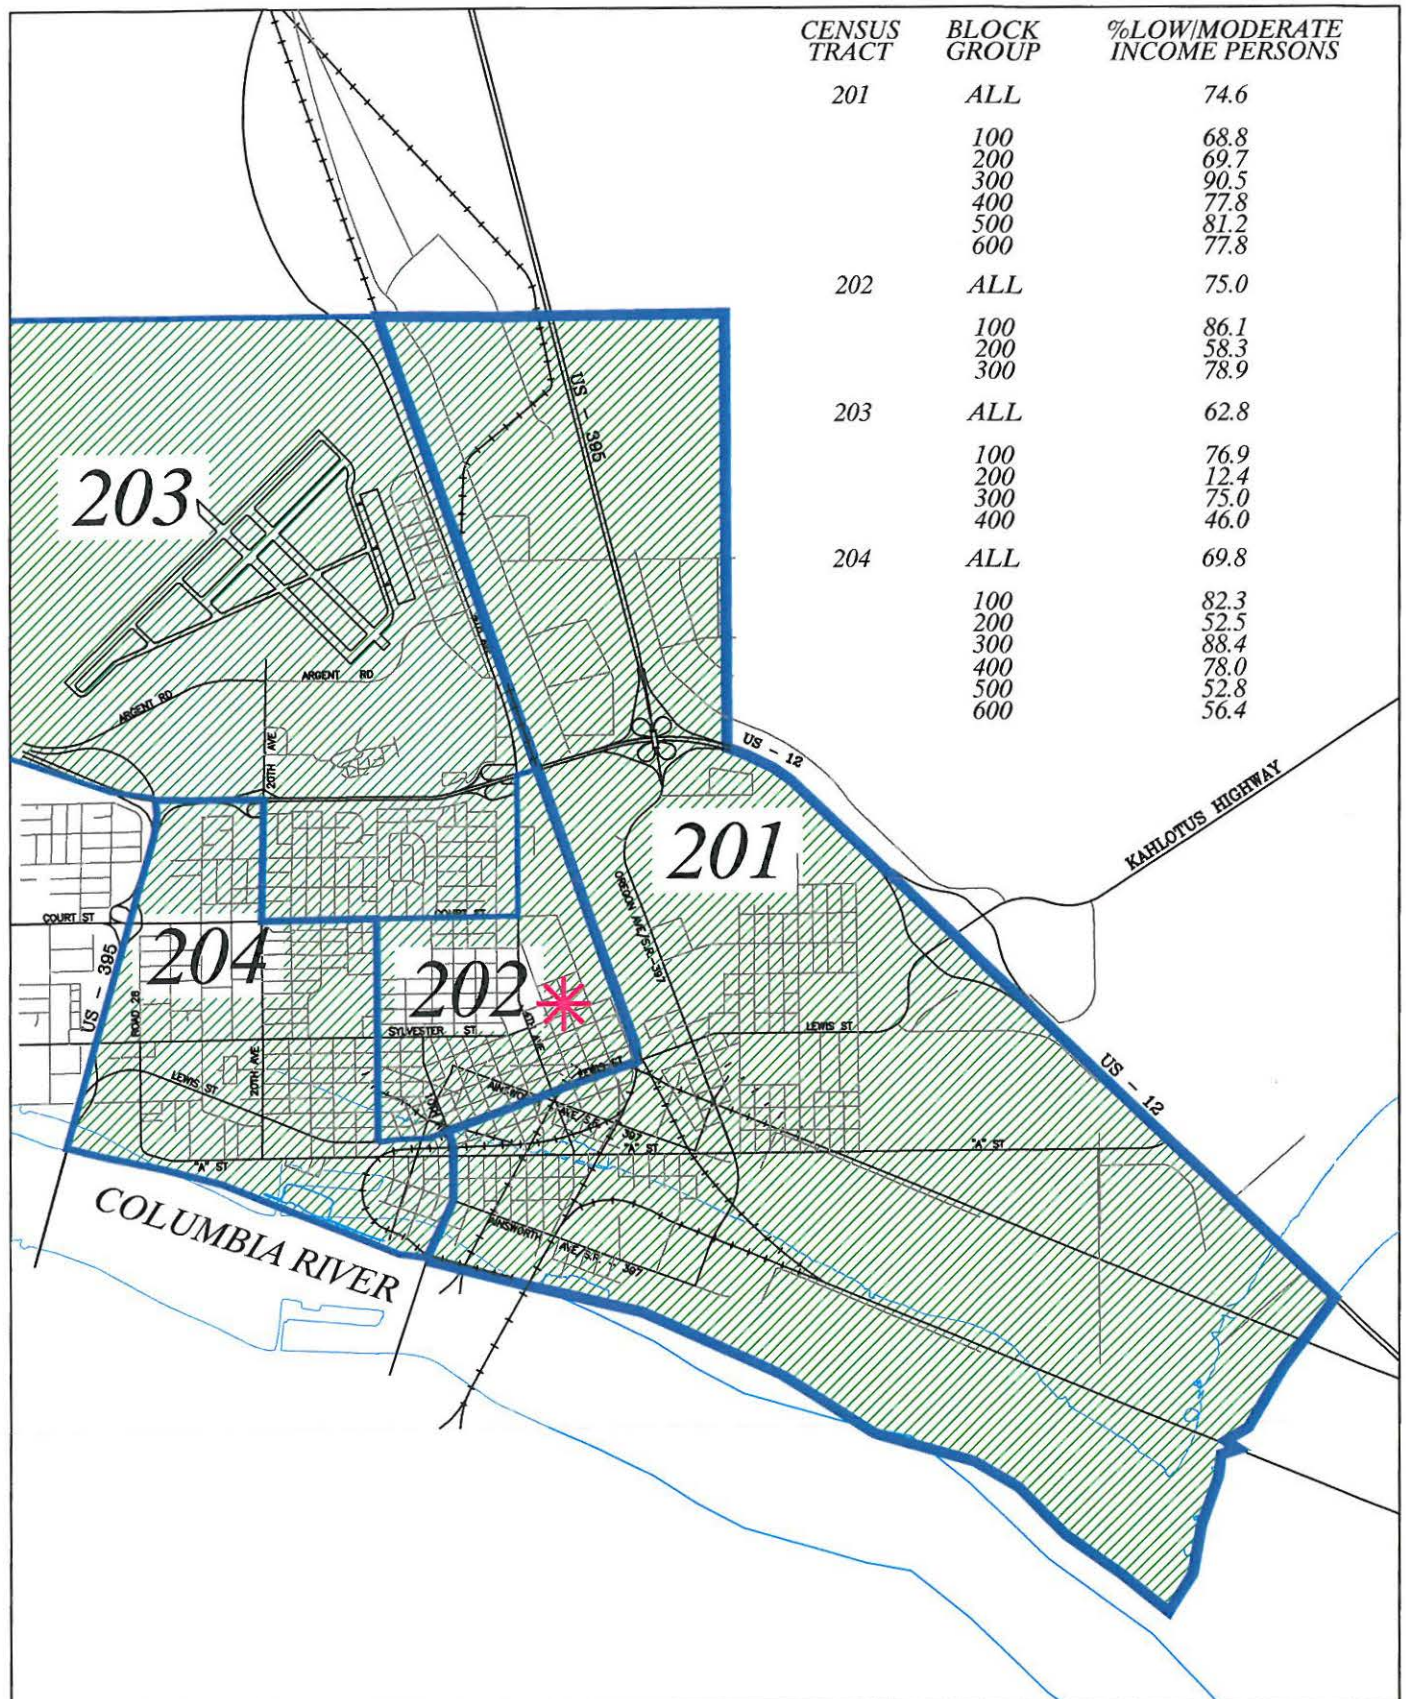 CENSUS TRACT BLOCK GROUP %LOW/MODERATE INCOME PERSONS
201 ALL 74.6
100 68.8
200 69.7
300 90.5
400 77.8
500 81.2
600 77.8
202 ALL 75.0
100 86.1
200 58.3
300 78.9
203 ALL 62.8
100 76.9
200 12.4
300 75.0
400 46.0
204 ALL 69.8
100 82.3
200 52.5
300 88.4
400 78.0
500 52.8
600 56.4
US - 395
203
ARGENT RD
ARGENT RD
20TH AVE
US - 12
KAHLOTUS HIGHWAY
201
OREGON AVE/S.R.-397
COURT ST
COURT ST
204
202
US - 395
ROAD 28
SYLVESTER ST
4TH AVE
LEWIS ST
20TH AVE
LEWIS ST
US - 12
AVE/S.R. 397
"A" ST
"A" ST
"A" ST
COLUMBIA RIVER
AINSWORTH AVE/S.R. - 397